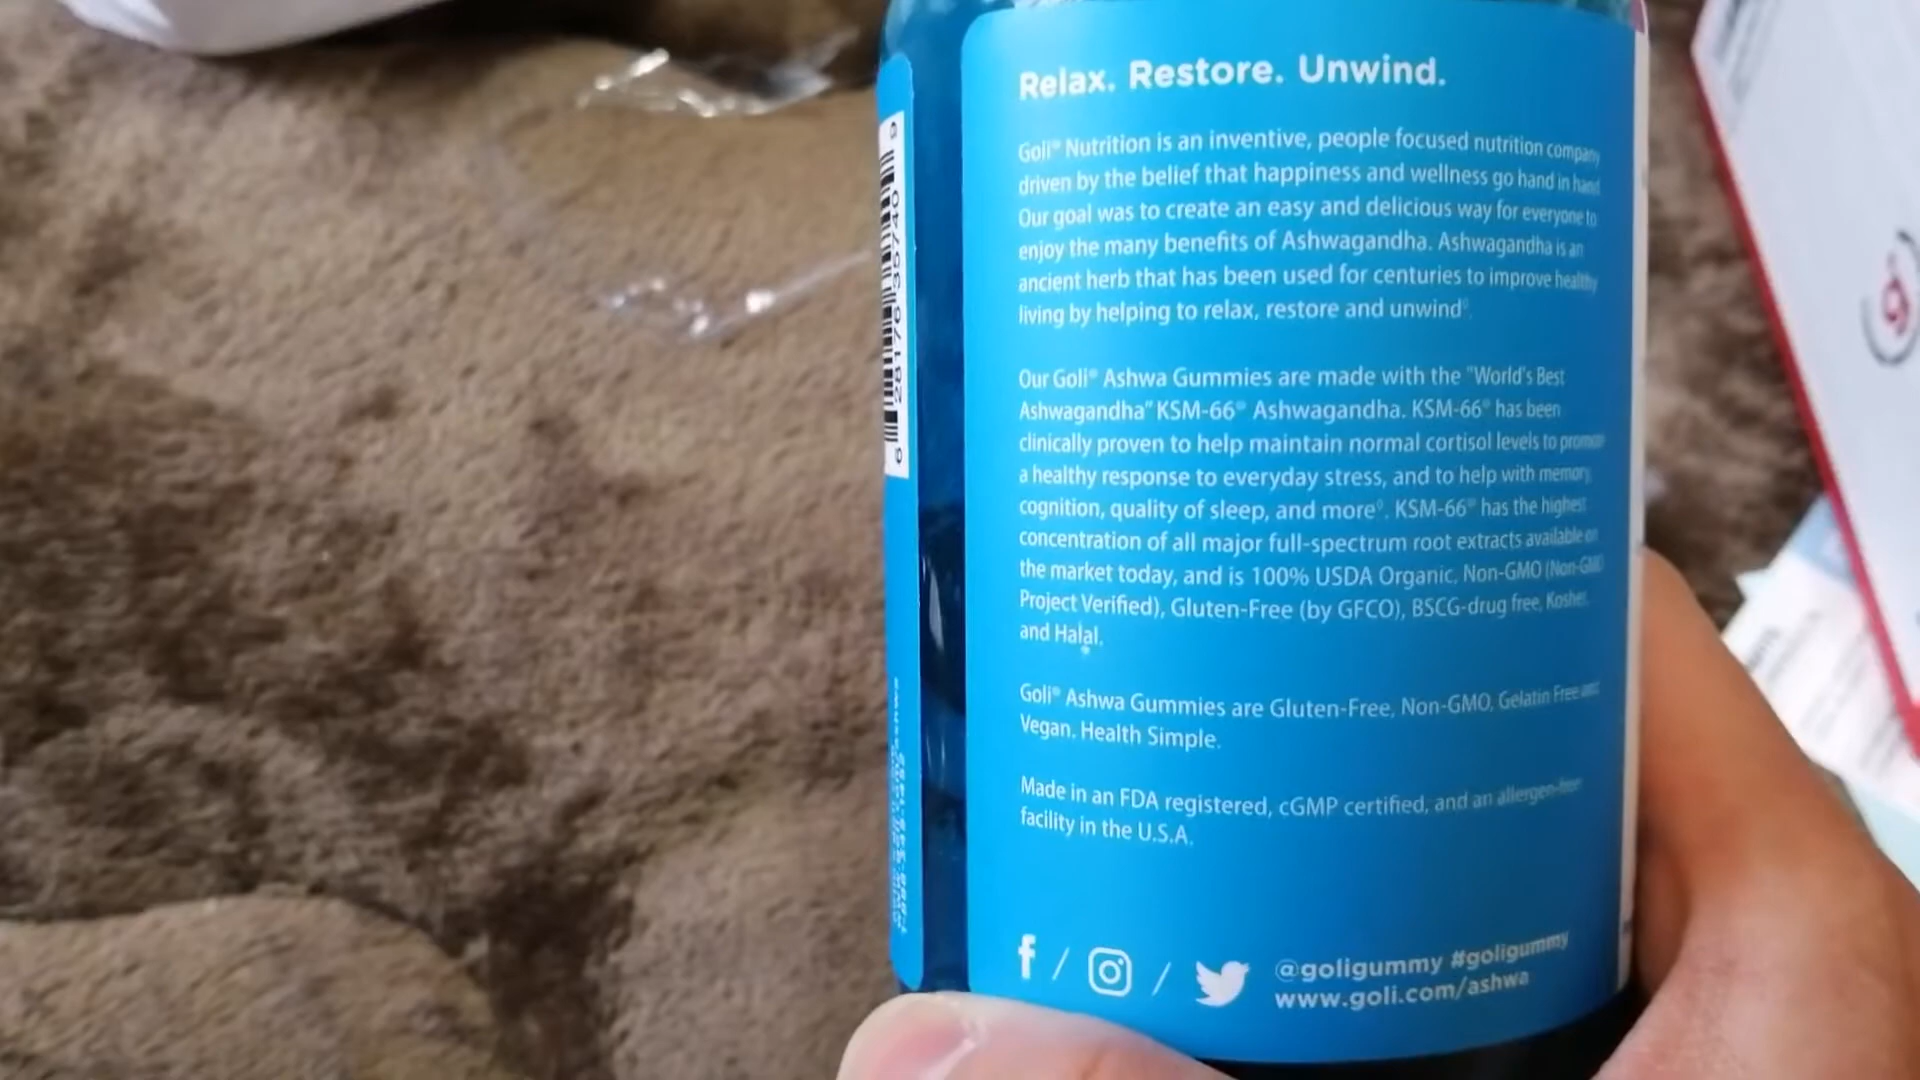 Relax. Restore. Unwind.
Goli® Nutrition is an inventive, people focused nutrition company
driven by the belief that happiness and wellness go hand in hand
Our goal was to create an easy and delicious way for everyone to
enjoy the many benefits of Ashwagandha. Ashwagandha is an
ancient herb that has been used for centuries to improve healthy
living by helping to relax, restore and unwind◊.
Our Goli® Ashwa Gummies are made with the "World's Best
Ashwagandha" KSM-66® Ashwagandha. KSM-66® has been
clinically proven to help maintain normal cortisol levels to promote
a healthy response to everyday stress, and to help with memory,
cognition, quality of sleep, and more◊. KSM-66® has the highest
concentration of all major full-spectrum root extracts available on
the market today, and is 100% USDA Organic, Non-GMO (Non-GMO
Project Verified), Gluten-Free (by GFCO), BSCG-drug free, Kosher,
and Halal.
Goli® Ashwa Gummies are Gluten-Free, Non-GMO, Gelatin Free and
Vegan. Health Simple.
Made in an FDA registered, cGMP certified, and an allergen-free
facility in the U.S.A.
@goligummy #goligummy
www.goli.com/ashwa
6 28176 35740 9